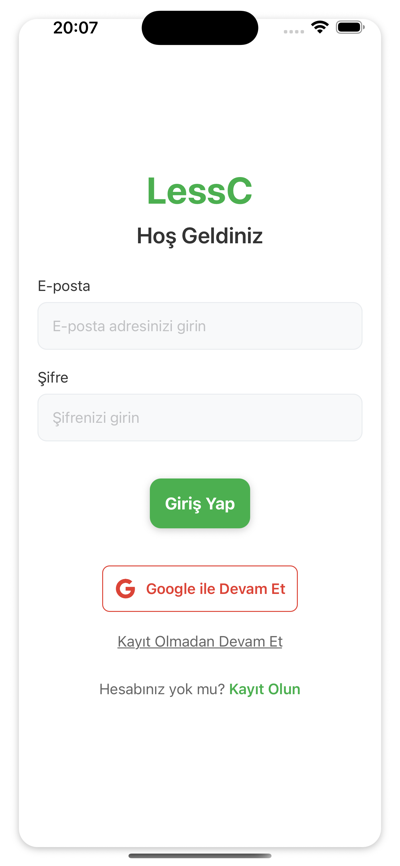 20:07
LessC
Hoş Geldiniz
E-posta
E-posta adresinizi girin
Şifre
Şifrenizi girin
Giriş Yap
G Google ile Devam Et
Kayıt Olmadan Devam Et
Hesabınız yok mu? Kayıt Olun